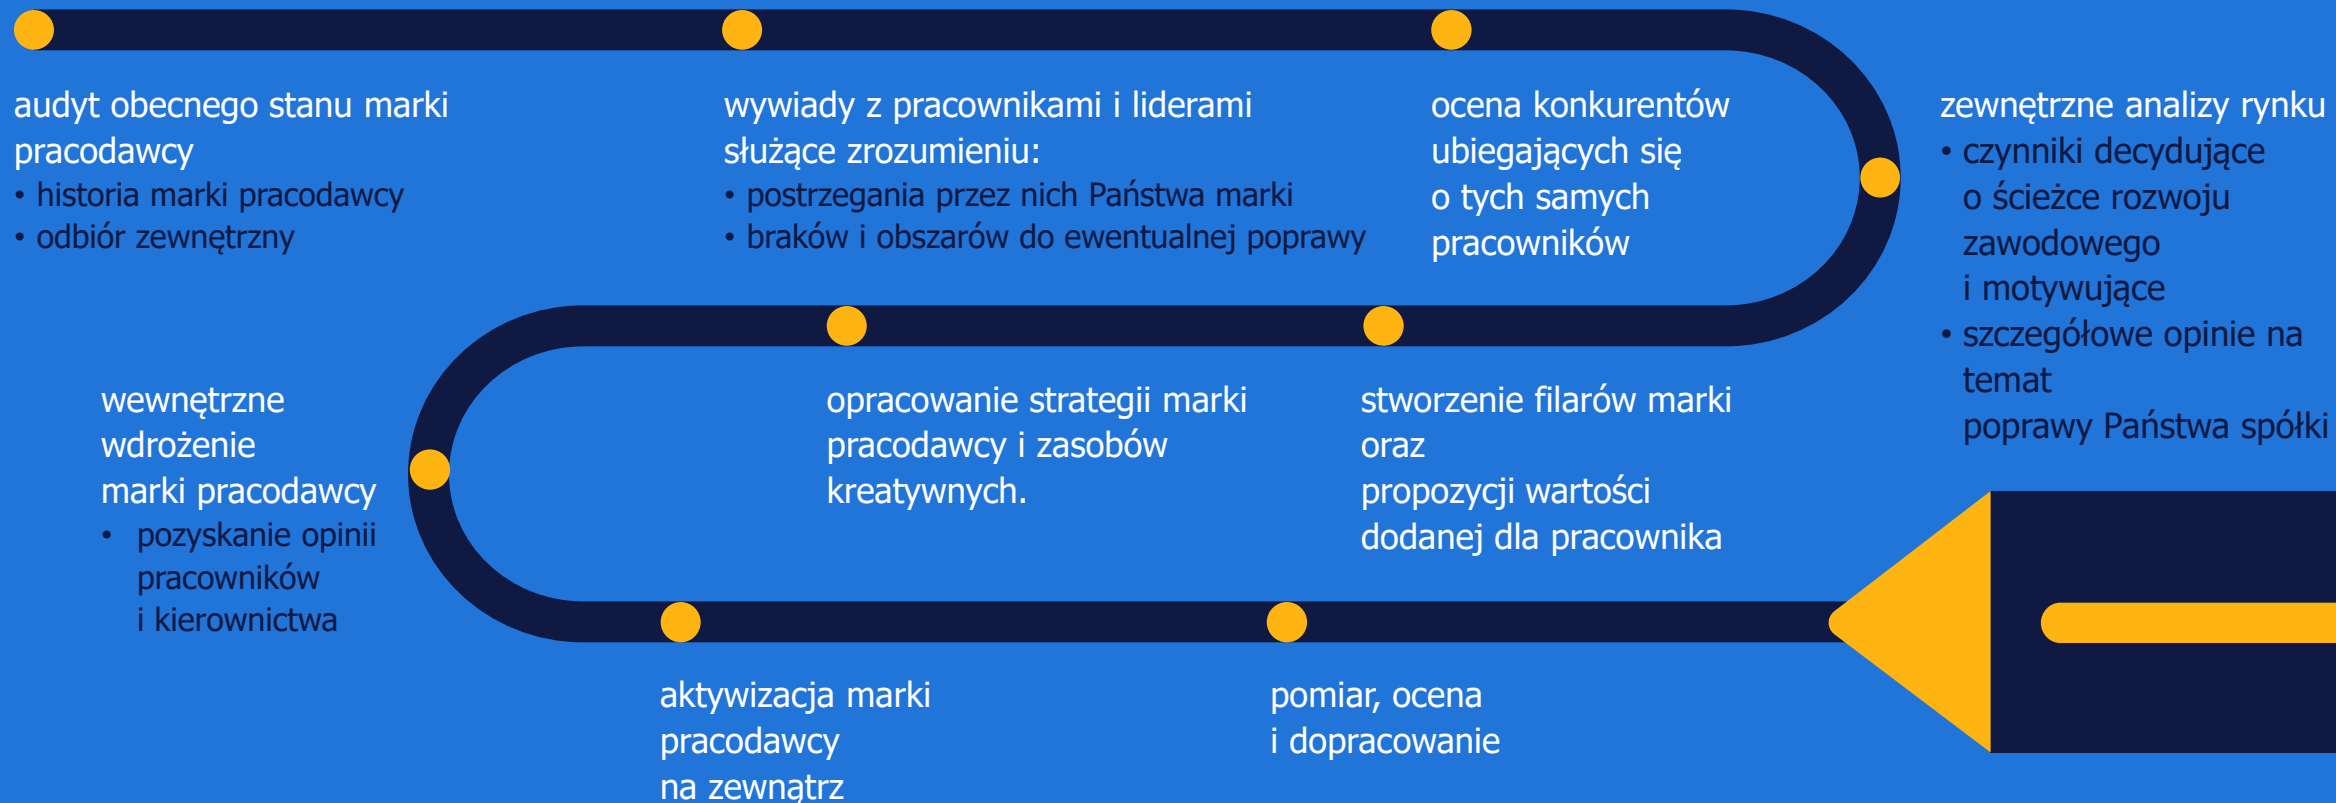 audyt obecnego stanu marki
pracodawcy
• historia marki pracodawcy
• odbiór zewnętrzny
wywiady z pracownikami i liderami
służące zrozumieniu:
• postrzegania przez nich Państwa marki
• braków i obszarów do ewentualnej poprawy
ocena konkurentów
ubiegających się
o tych samych
pracowników
zewnętrzne analizy rynku
• czynniki decydujące
o ścieżce rozwoju
zawodowego
i motywujące
• szczegółowe opinie na
temat
poprawy Państwa spółki
stworzenie filarów marki
oraz
propozycji wartości
dodanej dla pracownika
opracowanie strategii marki
pracodawcy i zasobów
kreatywnych.
wewnętrzne
wdrożenie
marki pracodawcy
• pozyskanie opinii
pracowników
i kierownictwa
aktywizacja marki
pracodawcy
na zewnątrz
pomiar, ocena
i dopracowanie